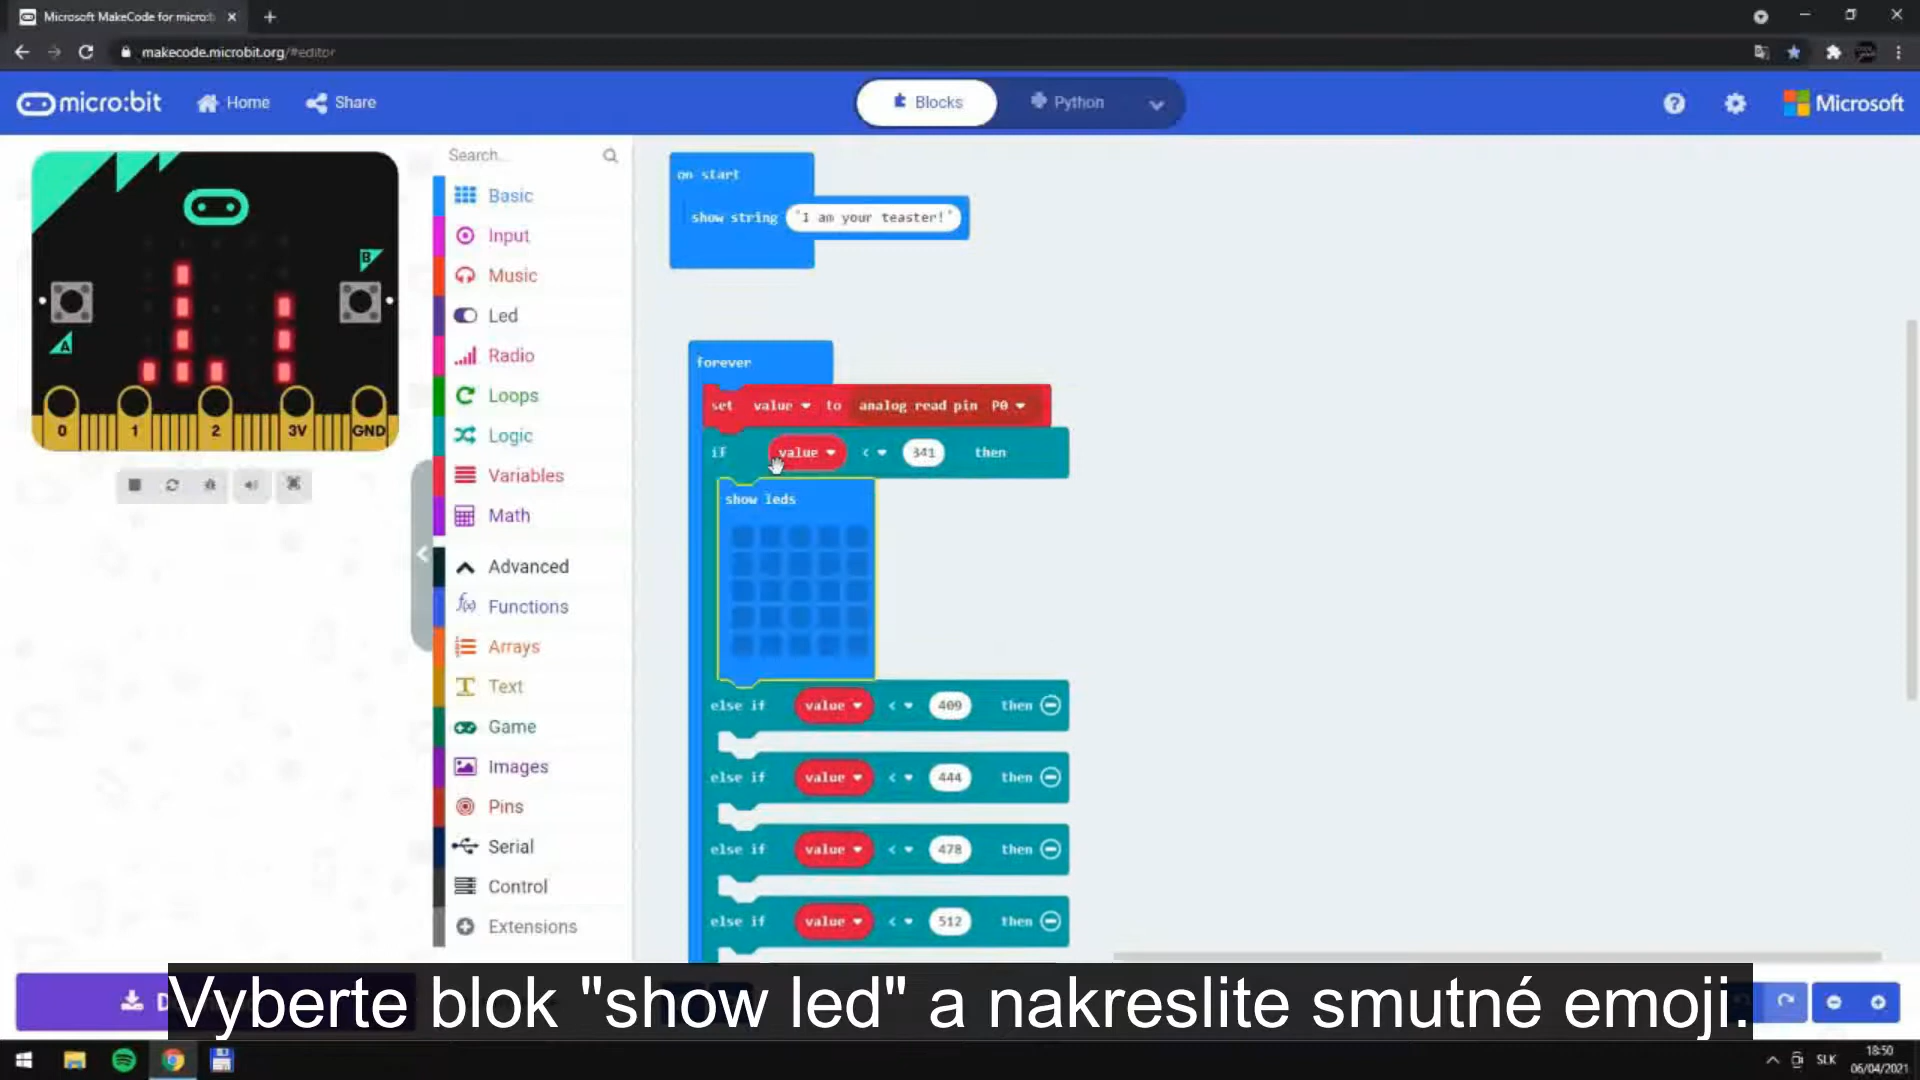 Microsoft MakeCode for micro:b
makecode.microbit.org/#editor
micro:bit
Home
Share
Blocks
Python
Microsoft
Search...
Basic
Input
Music
Led
Radio
Loops
Logic
Variables
Math
Advanced
Functions
Arrays
Text
Game
Images
Pins
Serial
Control
Extensions
B
A
0
1
2
3V
GND
on start
show string "I am your teaster!"
forever
set value to analog read pin P0
if value < 341 then
show leds
else if value < 409 then
else if value < 444 then
else if value < 478 then
else if value < 512 then
Vyberte blok "show led" a nakreslite smutné emoji.
SLK
18:50
06/04/2021